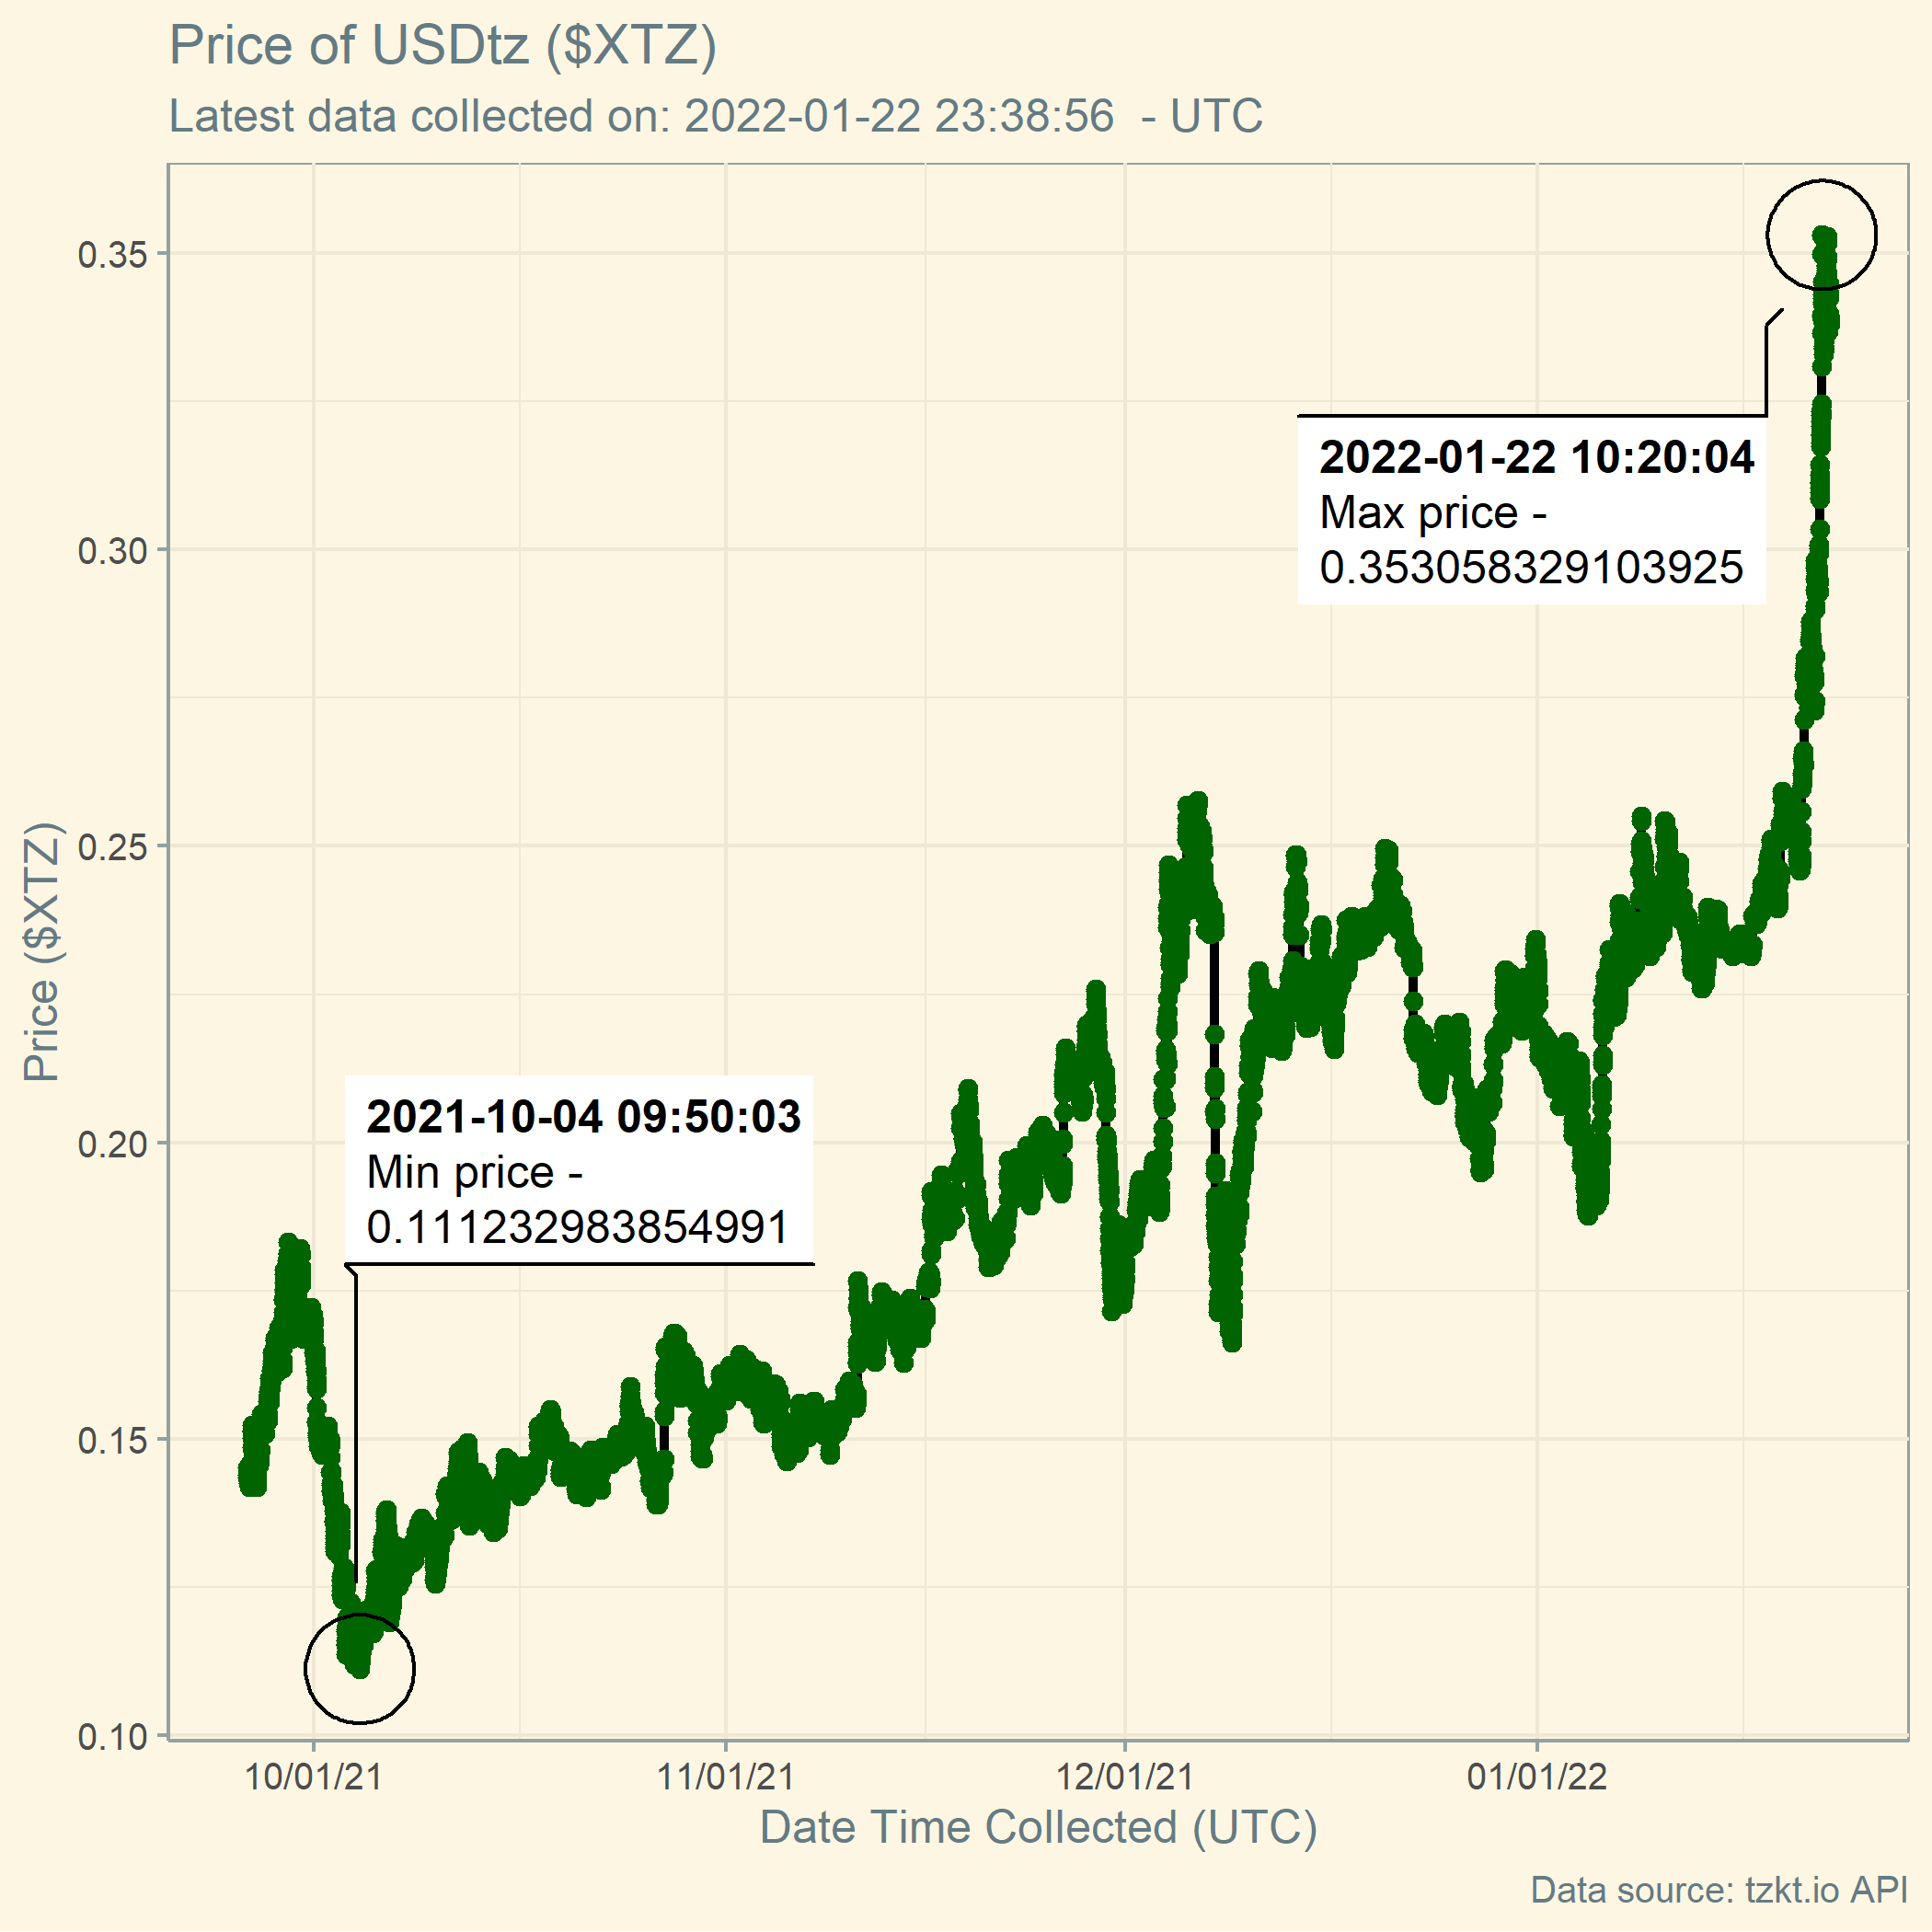 Price of USDtz ($XTZ)
Latest data collected on: 2022-01-22 23:38:56  - UTC
Price ($XTZ)
0.35
0.30
0.25
0.20
0.15
0.10
2022-01-22 10:20:04
Max price -
0.353058329103925
2021-10-04 09:50:03
Min price -
0.111232983854991
10/01/21
11/01/21
12/01/21
01/01/22
Date Time Collected (UTC)
Data source: tzkt.io API